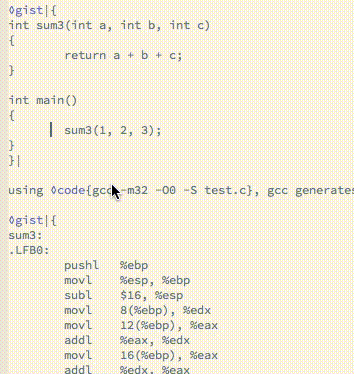 ◊gist|{
int sum3(int a, int b, int c)
{
        return a + b + c;
}

int main()
{
        sum3(1, 2, 3);
}
}|

using ◊code{gcc -m32 -O0 -S test.c}, gcc generates

◊gist|{
sum3:
.LFB0:
        pushl   %ebp
        movl    %esp, %ebp
        subl    $16, %esp
        movl    8(%ebp), %edx
        movl    12(%ebp), %eax
        addl    %eax, %edx
        movl    16(%ebp), %eax
        addl    %edx, %eax